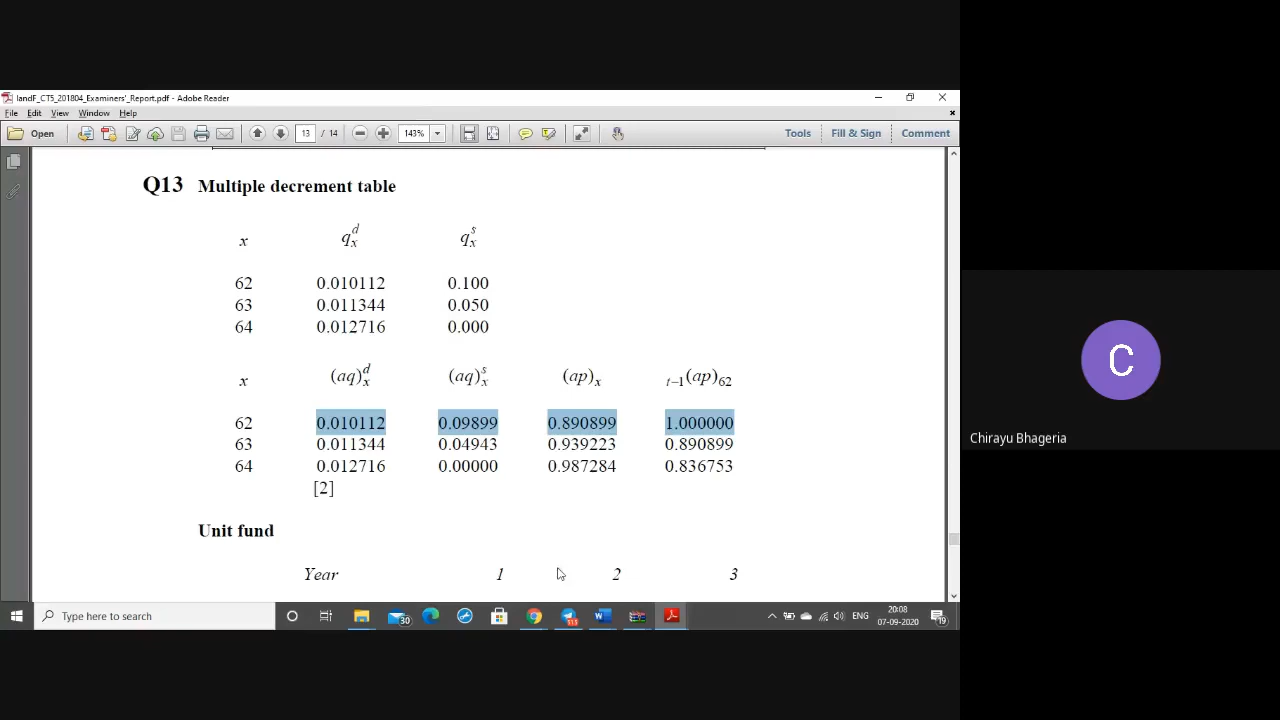 IandF_CT5_201804_Examiners'_Report.pdf - Adobe Reader
File Edit View Window Help
Open 13 / 14 143% Tools Fill & Sign Comment
Q13 Multiple decrement table
x q_x^d q_x^s
62 0.010112 0.100
63 0.011344 0.050
64 0.012716 0.000
x (aq)_x^d (aq)_x^s (ap)_x t−1(ap)62
62 0.010112 0.09899 0.890899 1.000000
63 0.011344 0.04943 0.939223 0.890899
64 0.012716 0.00000 0.987284 0.836753
[2]
Unit fund
Year 1 2 3
C
Chirayu Bhageria
Type here to search
30
ENG
20:08
07-09-2020
19